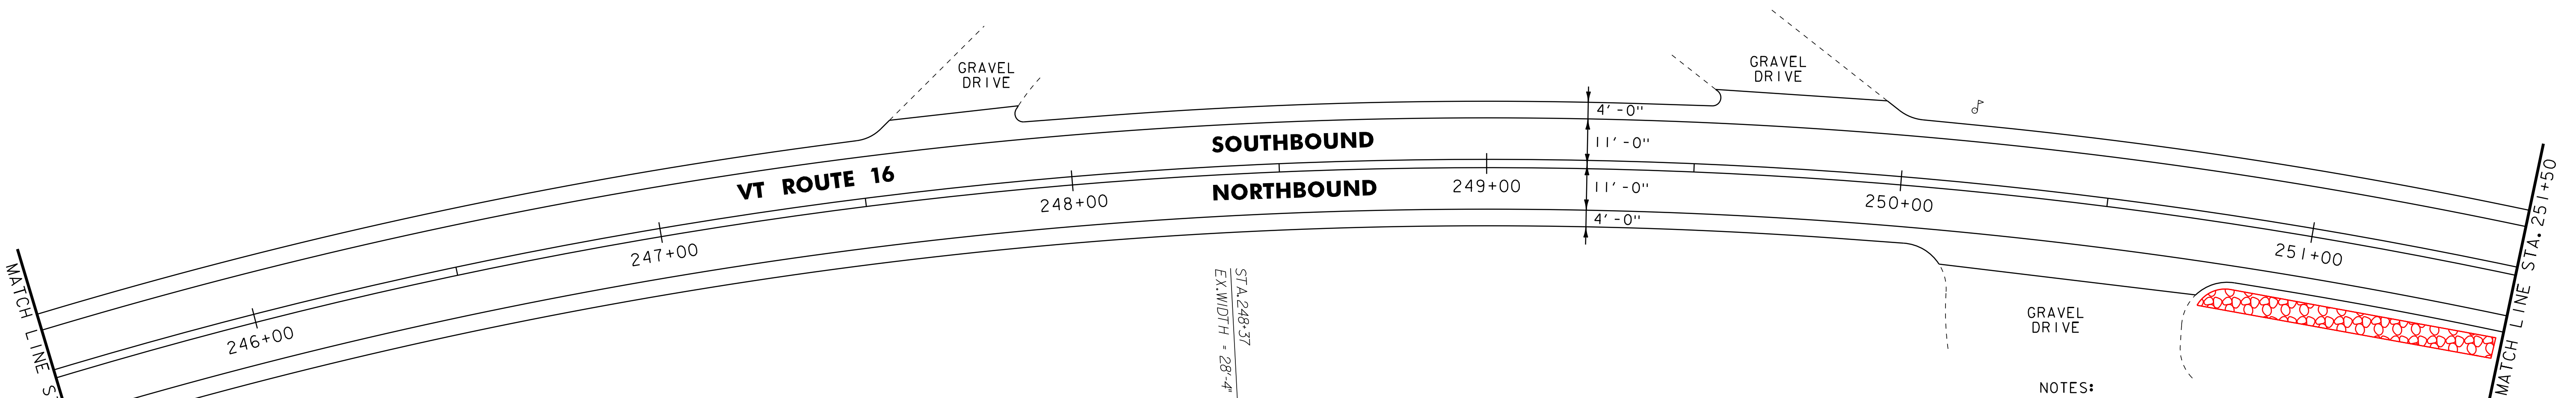 GRAVEL
DRIVE
GRAVEL
DRIVE
4'-0"
SOUTHBOUND
11'-0"
VT ROUTE 16
NORTHBOUND
11'-0"
4'-0"
246+00
247+00
248+00
249+00
250+00
251+00
MATCH LINE
MATCH LINE STA. 251+50
STA. 248+37
EX. WIDTH = 28'-4"
GRAVEL
DRIVE
NOTES: